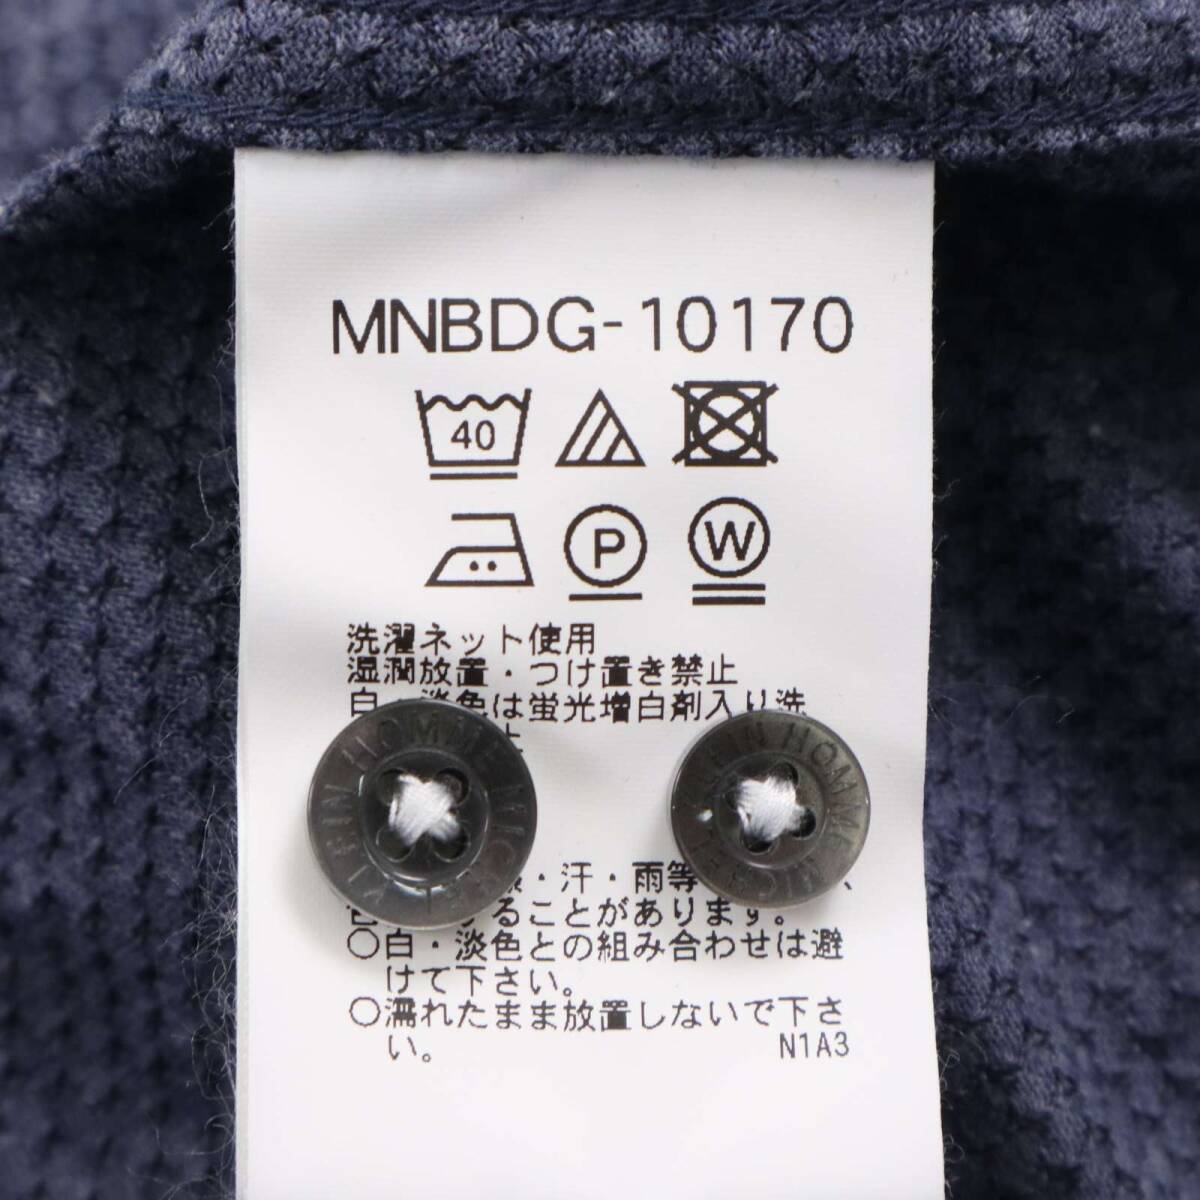 MNBDG-10170
40
P
W
洗濯ネット使用
湿潤放置・つけ置き禁止
白・淡色は蛍光増白剤入り洗
HOMME
HOMME
・汗・雨等、
ることがあります。
○白・淡色との組み合わせは避
けて下さい。
○濡れたまま放置しないで下さ
い。
N1A3